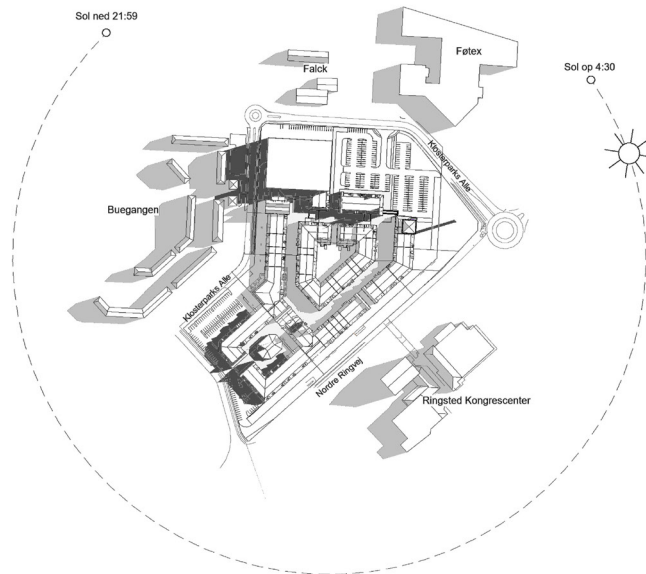 Sol ned 21:59
Føtex
Falck
Sol op 4:30
Klosterparks Alle
Buegangen
Klosterparks Alle
Nordre Ringvej
Ringsted Kongrescenter